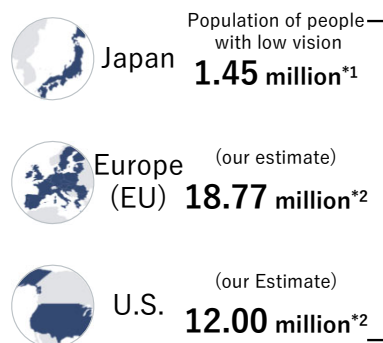 Population of people
with low vision
Japan
1.45 million*1
Europe
(EU)
(our estimate)
18.77 million*2
U.S.
(our Estimate)
12.00 million*2